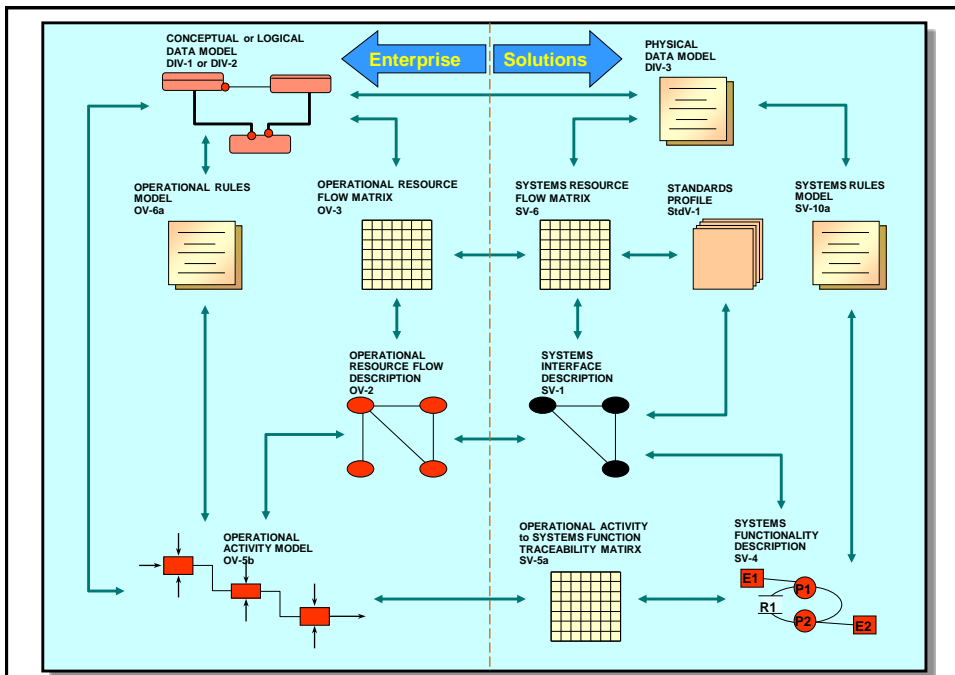 CONCEPTUAL or LOGICAL
DATA MODEL
DIV-1 or DIV-2
Enterprise
Solutions
PHYSICAL
DATA MODEL
DIV-3
OPERATIONAL RULES
MODEL
OV-6a
OPERATIONAL RESOURCE
FLOW MATRIX
OV-3
SYSTEMS RESOURCE
FLOW MATRIX
SV-6
STANDARDS
PROFILE
StdV-1
SYSTEMS RULES
MODEL
SV-10a
OPERATIONAL
RESOURCE FLOW
DESCRIPTION
OV-2
SYSTEMS
INTERFACE
DESCRIPTION
SV-1
OPERATIONAL
ACTIVITY MODEL
OV-5b
OPERATIONAL ACTIVITY
to SYSTEMS FUNCTION
TRACEABILITY MATIRX
SV-5a
SYSTEMS
FUNCTIONALITY
DESCRIPTION
SV-4
E1
P1
R1
P2
E2